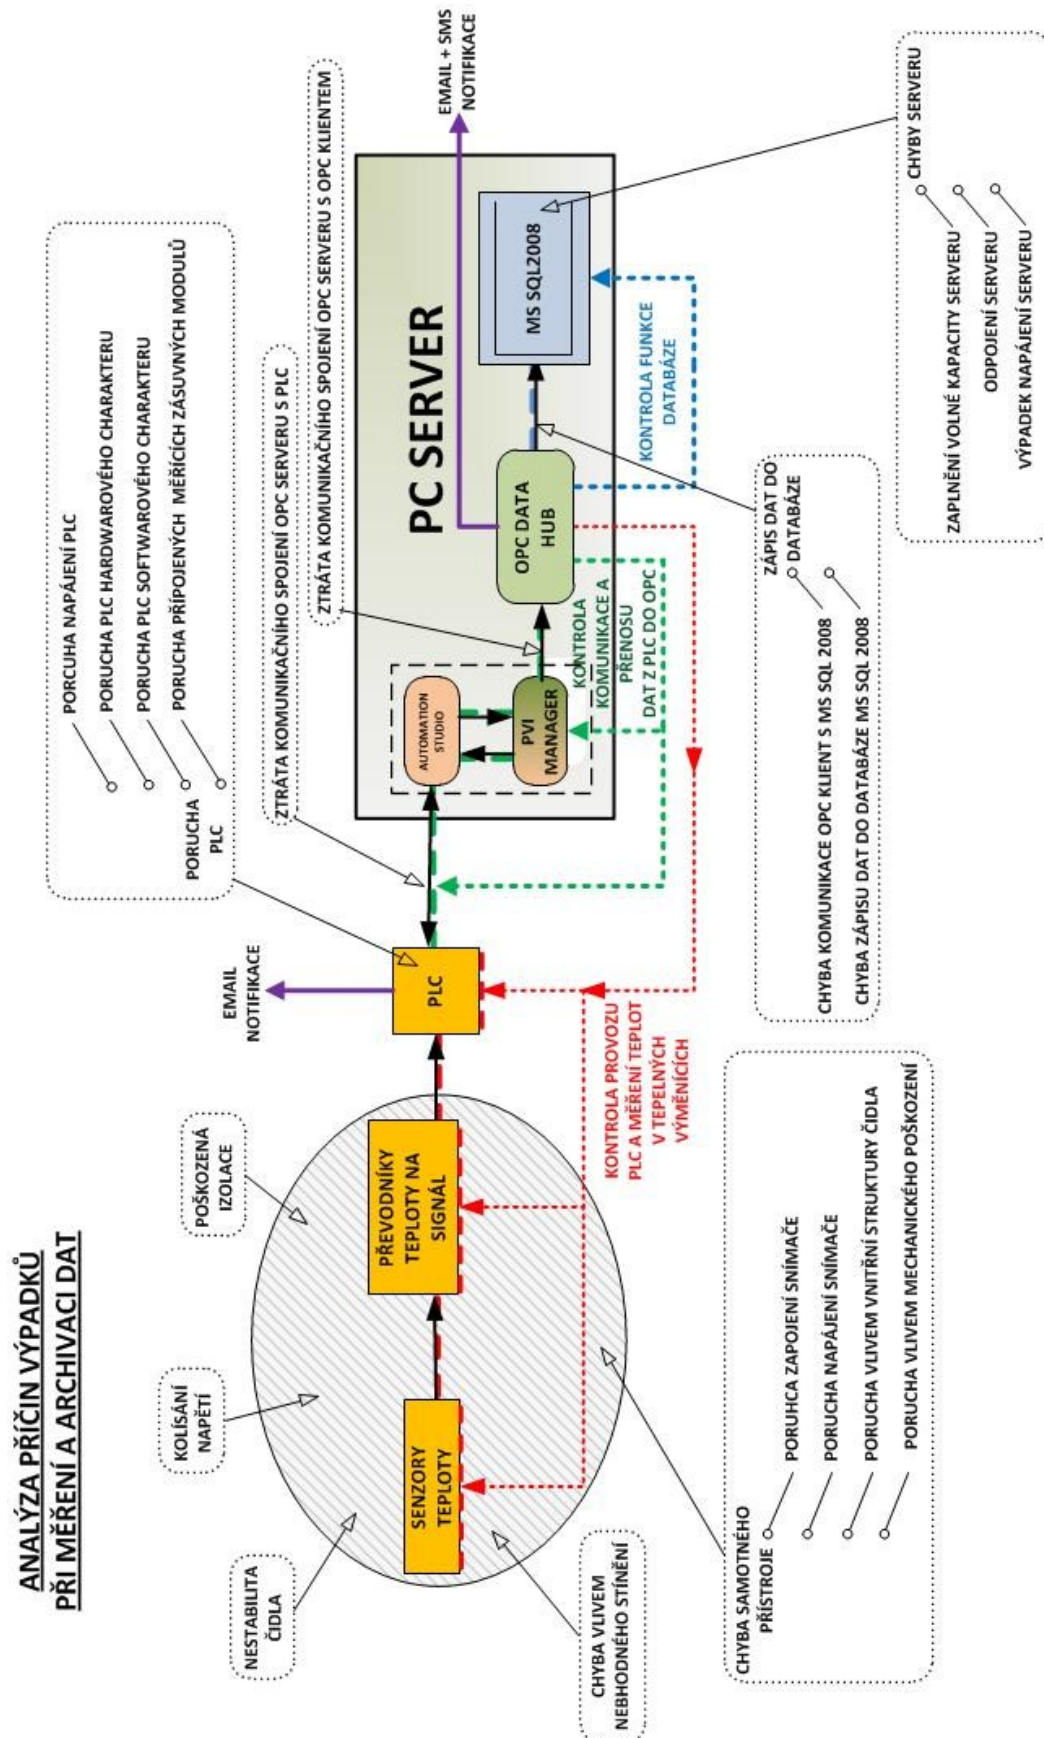 ANALÝZA PŘÍČIN VÝPADKŮ
PŘI MĚŘENÍ A ARCHIVACI DAT
NESTABILITA
ČIDLA
KOLÍSÁNÍ
NAPĚTÍ
POŠKOZENÁ
IZOLACE
CHYBA VLIVEM
NEBHODNÉHO STÍNĚNÍ
SENZORY
TEPLOTY
PŘEVODNÍKY
TEPLOTY NA
SIGNÁL
PLC
EMAIL
NOTIFIKACE
PORUCHA
PLC
PORCUHA NAPÁJENÍ PLC
PORUCHA PLC HARDWAROVÉHO CHARAKTERU
PORUCHA PLC SOFTWAROVÉHO CHARAKTERU
PORUCHA PŘÍPOJENÝCH MĚŘÍCÍCH ZÁSUVNÝCH MODULŮ
ZTRÁTA KOMUNIKAČNÍHO SPOJENÍ OPC SERVERU S PLC
ZTRÁTA KOMUNIKAČNÍHO SPOJENÍ OPC SERVERU S OPC KLIENTEM
EMAIL + SMS
NOTIFIKACE
PC SERVER
AUTOMATION
STUDIO
PVI
MANAGER
OPC DATA
HUB
MS SQL2008
KONTROLA
KOMUNIKACE A
PŘENOSU
DAT Z PLC DO OPC
KONTROLA FUNKCE
DATABÁZE
KONTROLA PROVOZU
PLC A MĚŘENÍ TEPLOT
V TEPELNÝCH
VÝMĚNÍCÍCH
CHYBA SAMOTNÉHO
PŘÍSTROJE
PORUHCA ZAPOJENÍ SNÍMAČE
PORUCHA NAPÁJENÍ SNÍMAČE
PORUCHA VLIVEM VNITŘNÍ STRUKTURY ČIDLA
PORUCHA VLIVEM MECHANICKÉHO POŠKOZENÍ
ZÁPIS DAT DO
DATABÁZE
CHYBA KOMUNIKACE OPC KLIENT S MS SQL 2008
CHYBA ZÁPISU DAT DO DATABÁZE MS SQL 2008
CHYBY SERVERU
ZAPLNĚNÍ VOLNÉ KAPACITY SERVERU
ODPOJENÍ SERVERU
VÝPADEK NAPÁJENÍ SERVERU